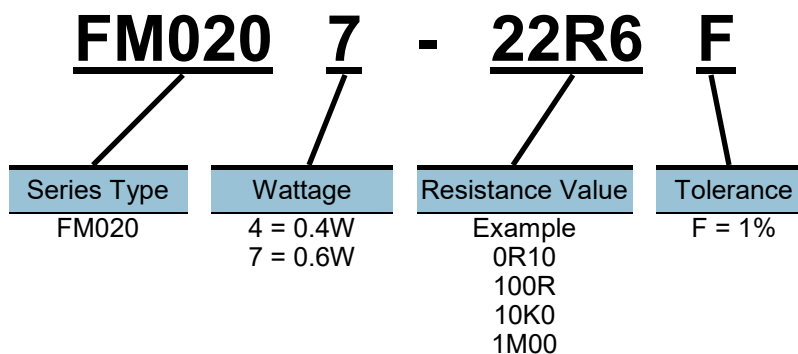 FM020 7 - 22R6 F
Series Type Wattage Resistance Value Tolerance
FM020 4 = 0.4W Example F = 1%
7 = 0.6W 0R10
100R
10K0
1M00